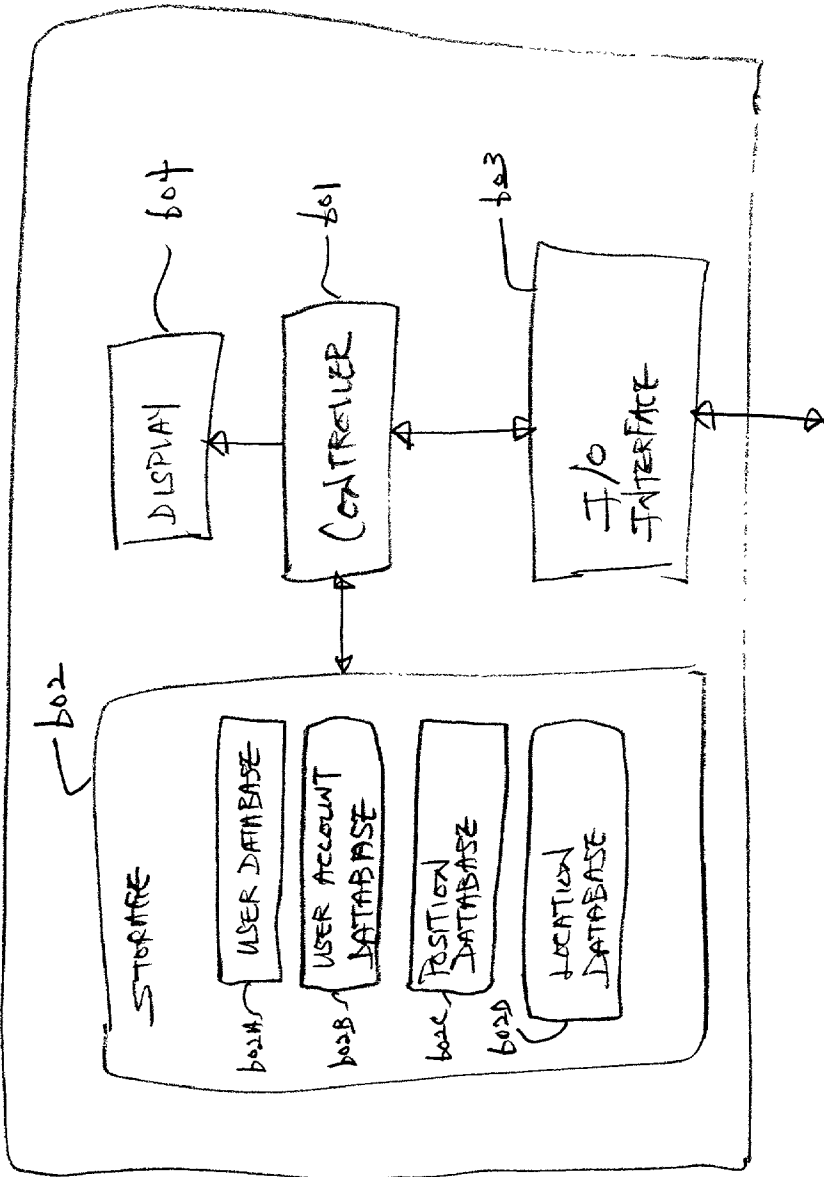 602
STORAGE
602A
USER DATABASE
602B
USER ACCOUNT
DATABASE
602C
POSITION
DATABASE
602D
LOCATION
DATABASE
DISPLAY
604
CONTROLLER
601
I/O
INTERFACE
603